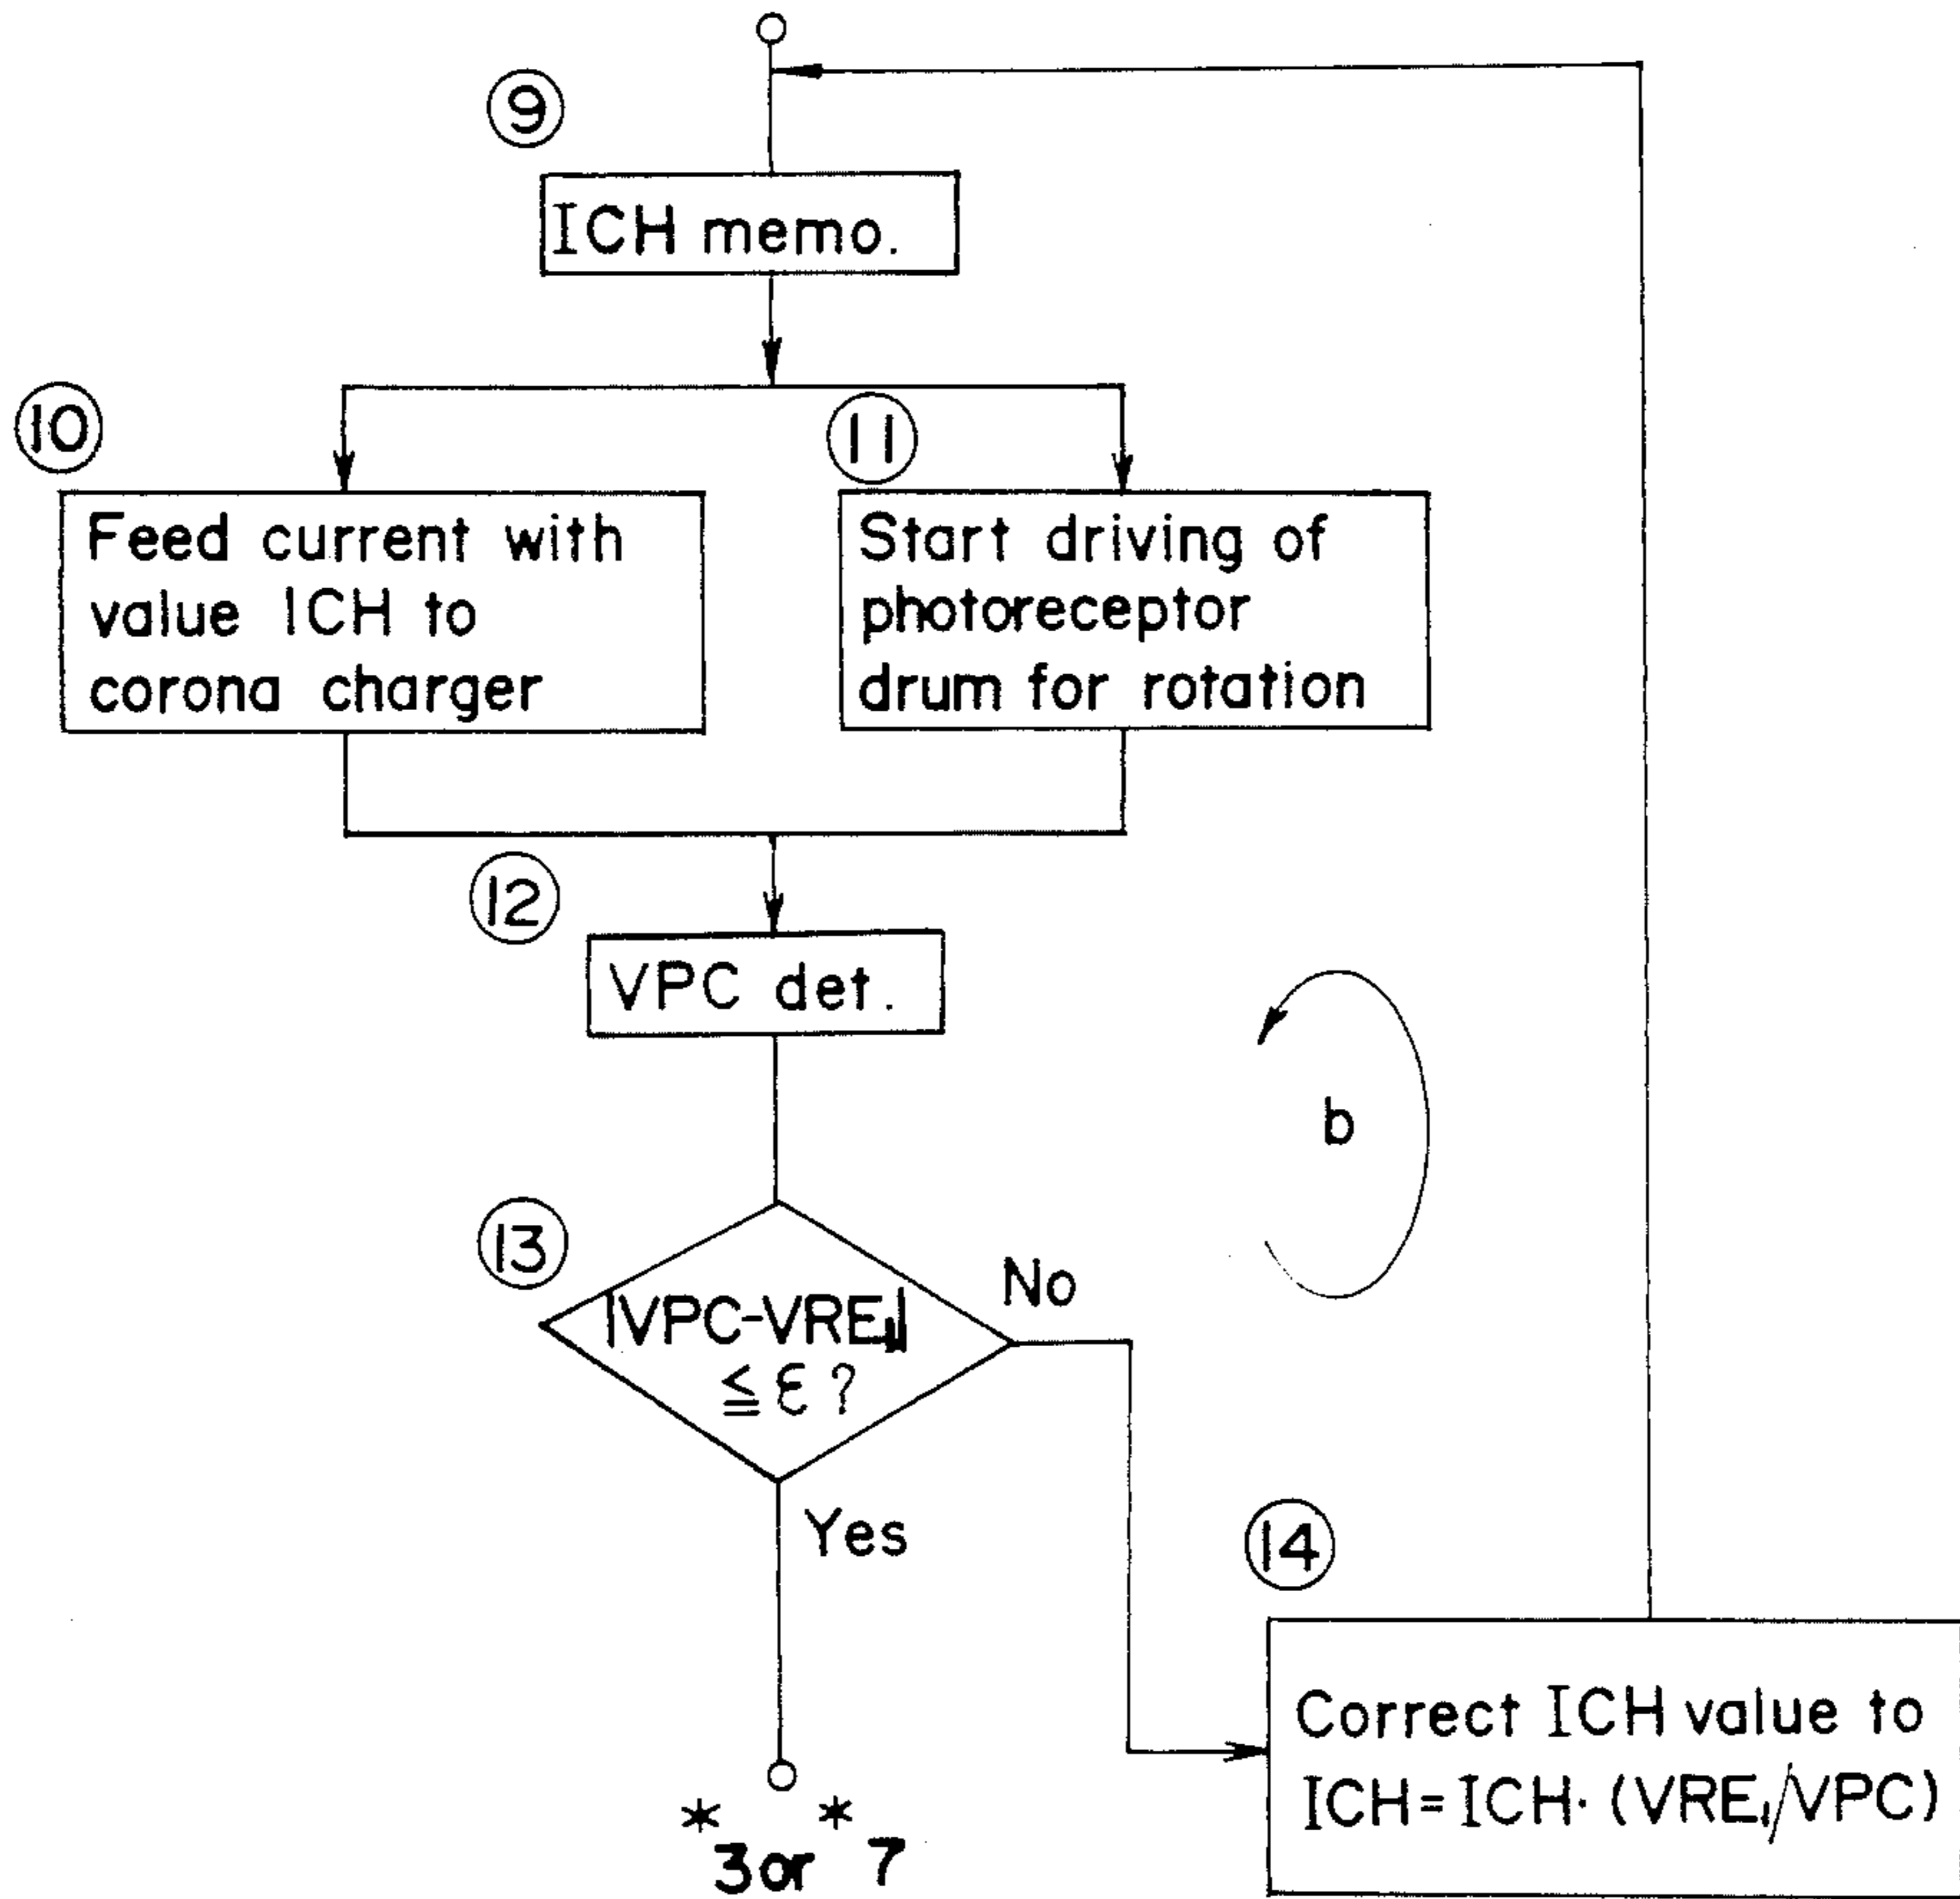 ⑨
ICH memo.
⑩
Feed current with
value ICH to
corona charger
⑪
Start driving of
photoreceptor
drum for rotation
⑫
VPC det.
b
⑬
|VPC-VRE₁|
≦ ε ?
No
Yes
⑭
Correct ICH value to
ICH = ICH · (VRE₁/VPC)
* *
3 or 7